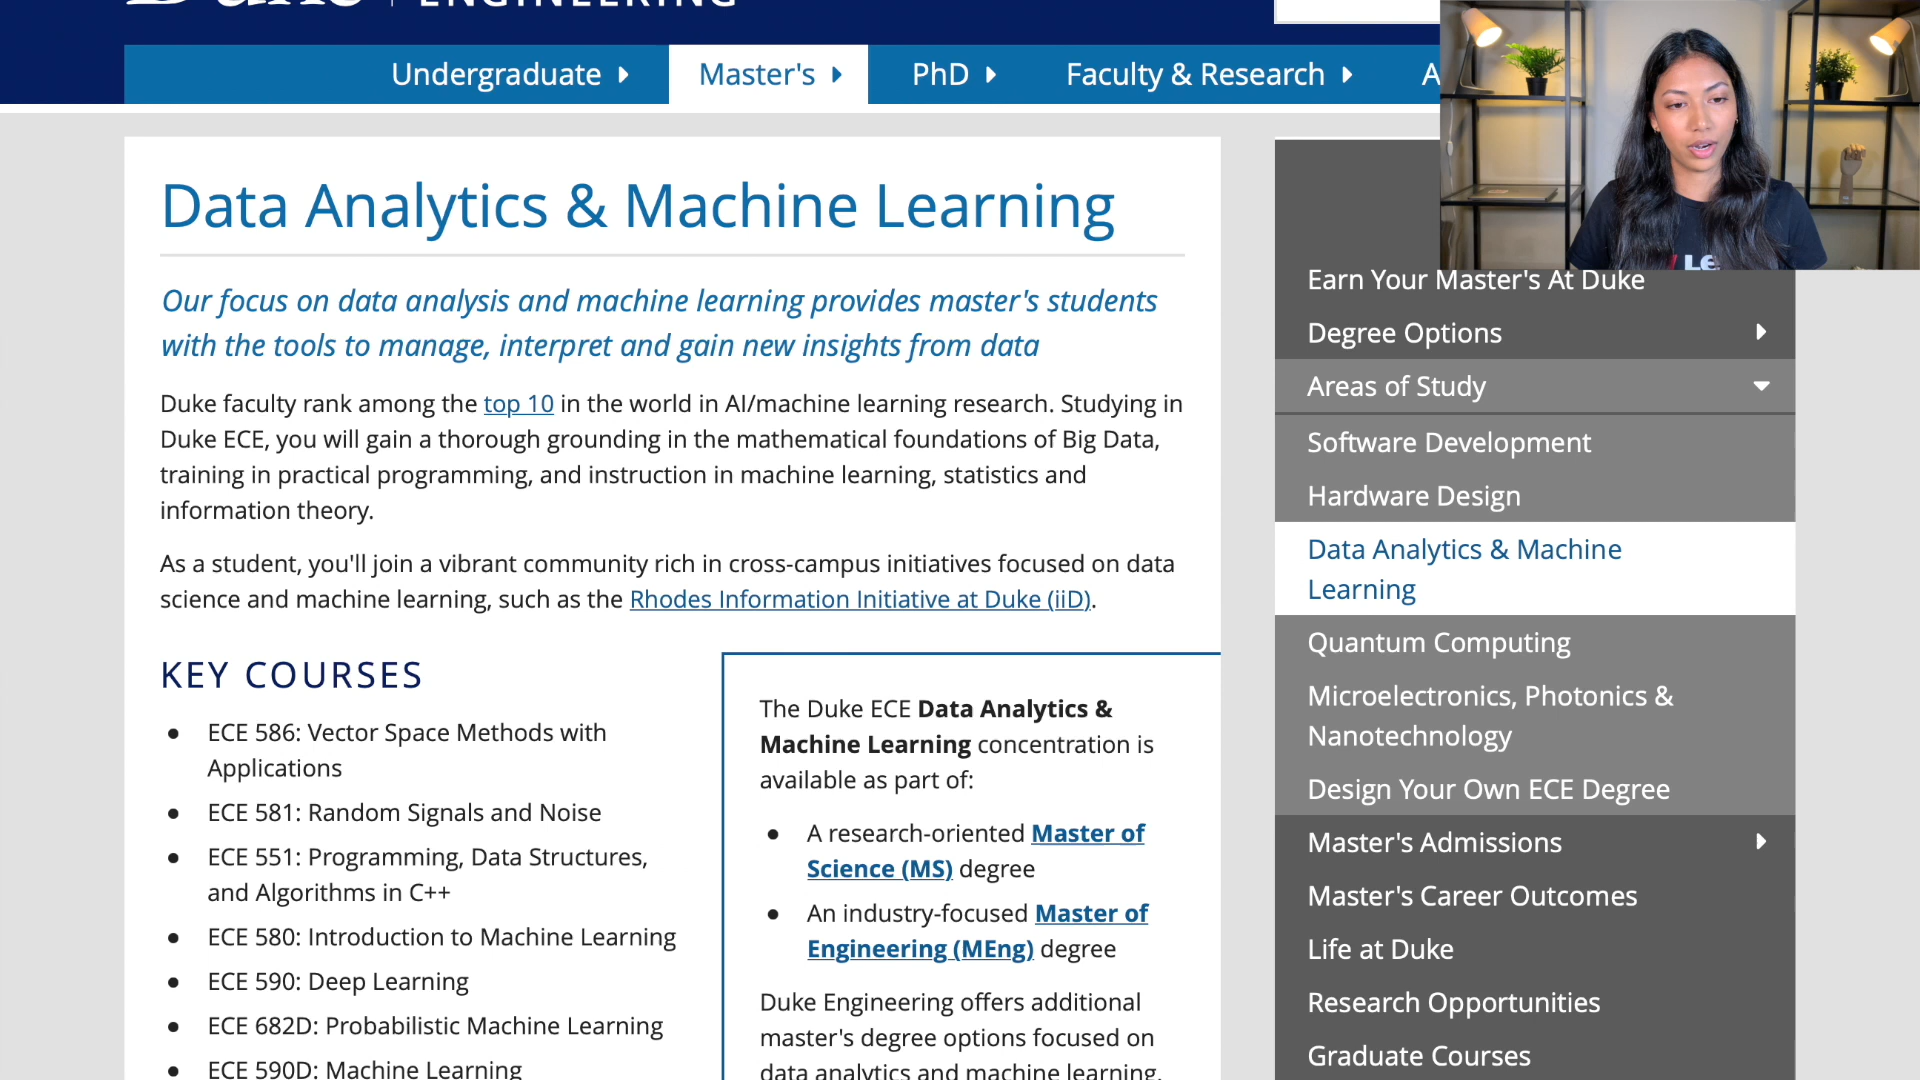 Duke | ENGINEERING
Undergraduate
Master's
PhD
Faculty & Research
A
Data Analytics & Machine Learning
Our focus on data analysis and machine learning provides master's students
with the tools to manage, interpret and gain new insights from data
Duke faculty rank among the top 10 in the world in AI/machine learning research. Studying in
Duke ECE, you will gain a thorough grounding in the mathematical foundations of Big Data,
training in practical programming, and instruction in machine learning, statistics and
information theory.
As a student, you'll join a vibrant community rich in cross-campus initiatives focused on data
science and machine learning, such as the Rhodes Information Initiative at Duke (iiD).
KEY COURSES
• ECE 586: Vector Space Methods with
Applications
• ECE 581: Random Signals and Noise
• ECE 551: Programming, Data Structures,
and Algorithms in C++
• ECE 580: Introduction to Machine Learning
• ECE 590: Deep Learning
• ECE 682D: Probabilistic Machine Learning
• ECE 590D: Machine Learning
The Duke ECE Data Analytics &
Machine Learning concentration is
available as part of:
• A research-oriented Master of
Science (MS) degree
• An industry-focused Master of
Engineering (MEng) degree
Duke Engineering offers additional
master's degree options focused on
data analytics and machine learning.
LE
Earn Your Master's At Duke
Degree Options
Areas of Study
Software Development
Hardware Design
Data Analytics & Machine
Learning
Quantum Computing
Microelectronics, Photonics &
Nanotechnology
Design Your Own ECE Degree
Master's Admissions
Master's Career Outcomes
Life at Duke
Research Opportunities
Graduate Courses